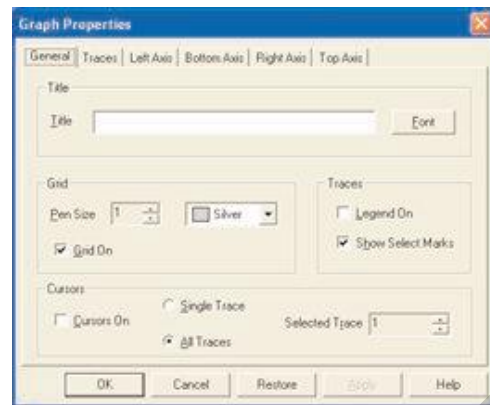 Graph Properties
General Traces Left Axis Bottom Axis Right Axis Top Axis
Title
Title Font
Grid Traces
Pen Size 1 Silver Legend On
Grid On Show Select Marks
Cursors
Single Trace
Cursors On Selected Trace 1
All Traces
OK Cancel Restore Apply Help